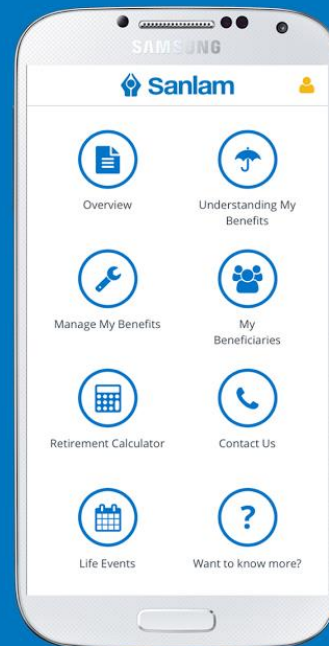 SAMSUNG
Sanlam
Overview
Understanding My
Benefits
Manage My Benefits
My
Beneficiaries
Retirement Calculator
Contact Us
Life Events
Want to know more?